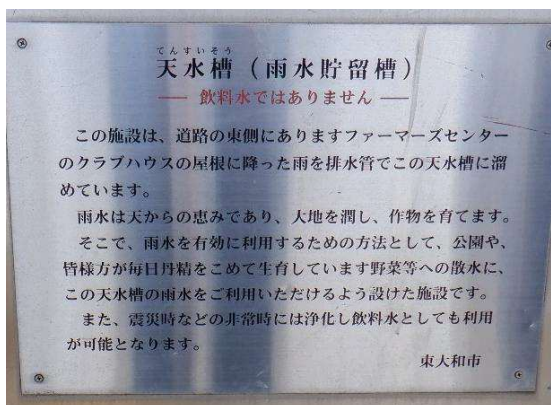 てんすいそう
天水槽（雨水貯留槽）
― 飲料水ではありません ―
この施設は、道路の東側にありますファーマーズセンター
のクラブハウスの屋根に降った雨を排水管でこの天水槽に溜
めています。
雨水は天からの恵みであり、大地を潤し、作物を育てます。
そこで、雨水を有効に利用するための方法として、公園や、
皆様方が毎日丹精をこめて生育しています野菜等への散水に、
この天水槽の雨水をご利用いただけるよう設けた施設です。
また、震災時などの非常時には浄化し飲料水としても利用
が可能となります。
東大和市